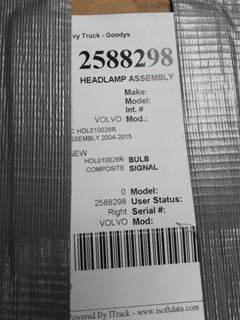 vy Truck - Goodys
2588298
HEADLAMP ASSEMBLY
Make:
Model:
Int. #
VOLVO Mod.:
HDL010026R
SSEMBLY 2004-2015
NEW
HDL010026R BULB
COMPOSITE SIGNAL
0 Model:
2588298 User Status:
Right Serial #:
VOLVO Mod:
Powered By ITrack - www.isoftdata.com